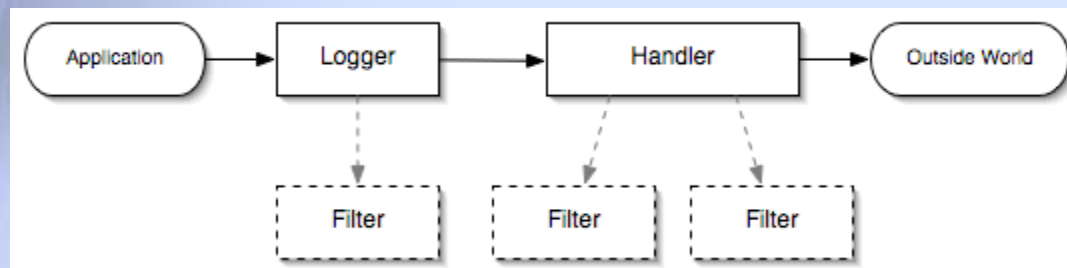 Application
Logger
Handler
Outside World
Filter
Filter
Filter